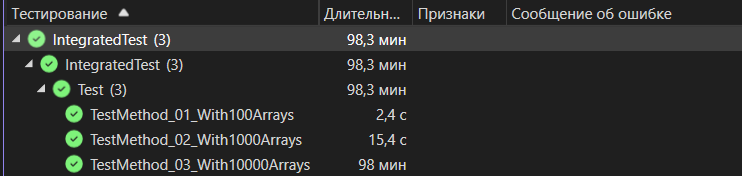 Тестирование Длительн... Признаки Сообщение об ошибке
IntegratedTest (3) 98,3 мин
IntegratedTest (3) 98,3 мин
Test (3) 98,3 мин
TestMethod_01_With100Arrays 2,4 с
TestMethod_02_With1000Arrays 15,4 с
TestMethod_03_With10000Arrays 98 мин